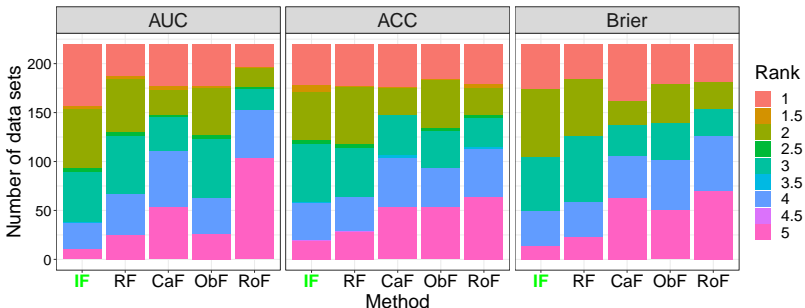 AUC ACC Brier
Number of data sets
200
150
100
50
0
IF RF CaF ObF RoF IF RF CaF ObF RoF IF RF CaF ObF RoF
Method
Rank
1
1.5
2
2.5
3
3.5
4
4.5
5